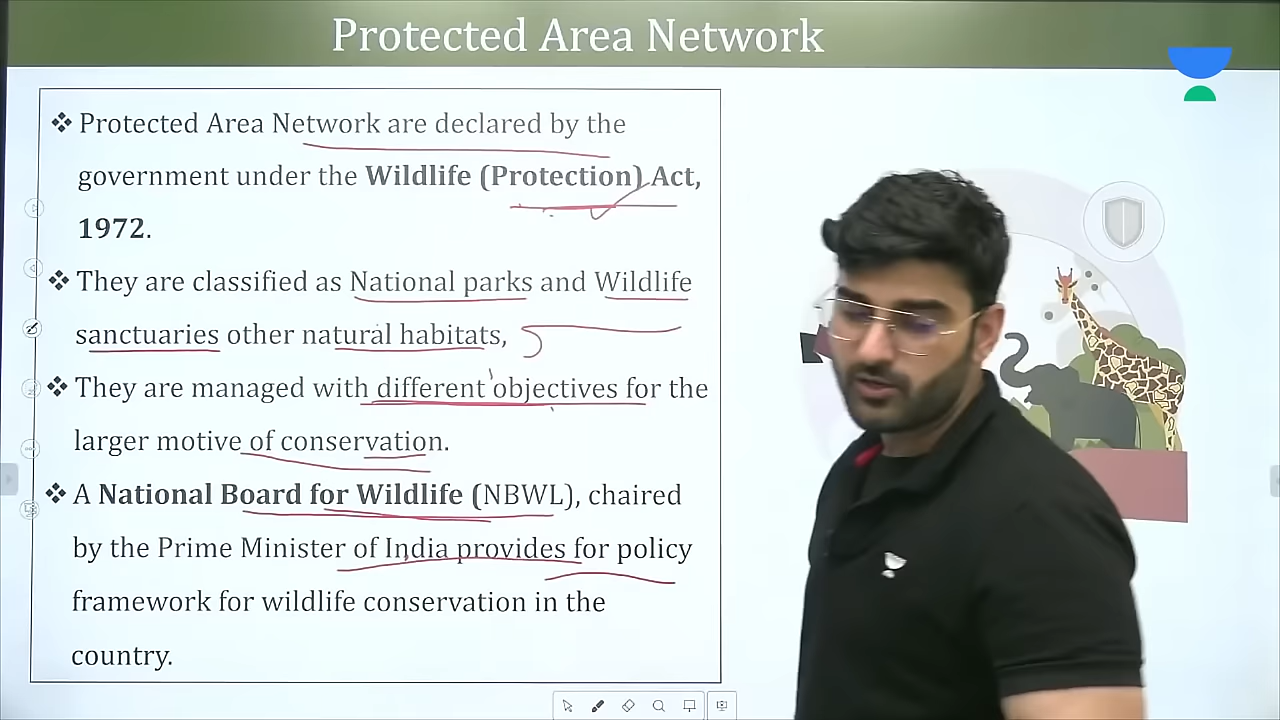 Protected Area Network
❖ Protected Area Network are declared by the
government under the Wildlife (Protection) Act,
1972.
❖ They are classified as National parks and Wildlife
sanctuaries other natural habitats,
❖ They are managed with different objectives for the
larger motive of conservation.
❖ A National Board for Wildlife (NBWL), chaired
by the Prime Minister of India provides for policy
framework for wildlife conservation in the
country.